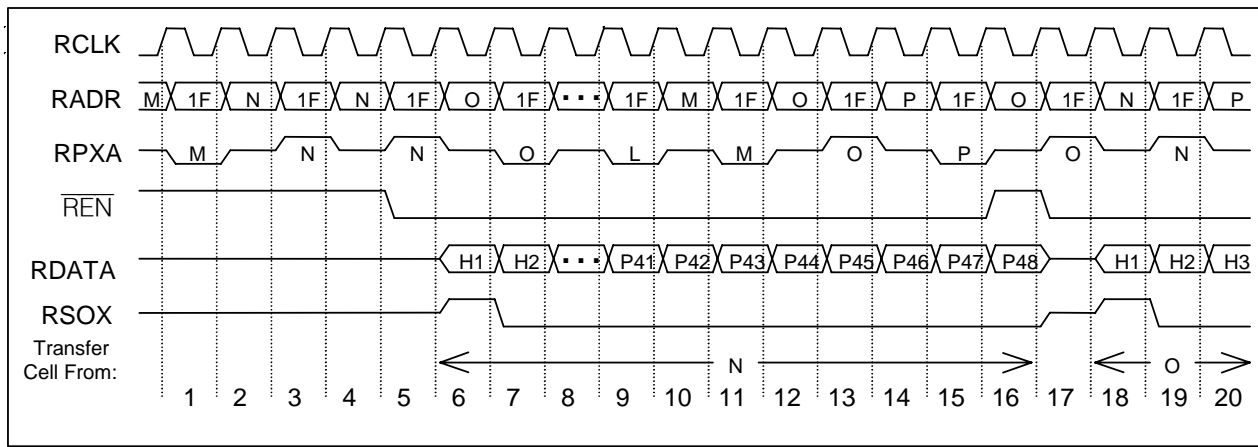 RCLK
RADR M 1F N 1F N 1F O 1F ··· 1F M 1F O 1F P 1F O 1F N 1F P
RPXA M N N O L M O P O N
REN
RDATA H1 H2 ··· P41 P42 P43 P44 P45 P46 P47 P48 H1 H2 H3
RSOX
Transfer
Cell From: N O
1 2 3 4 5 6 7 8 9 10 11 12 13 14 15 16 17 18 19 20